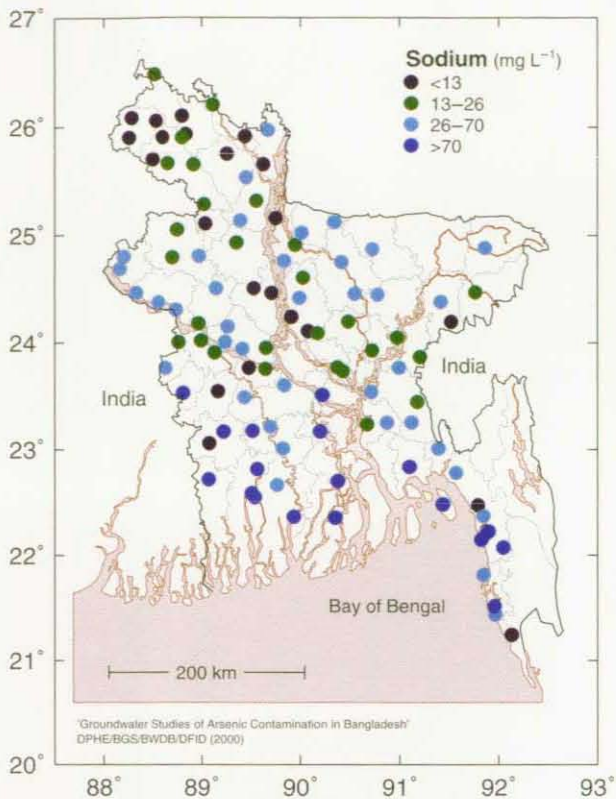 27°
26°
25°
24°
23°
22°
21°
20°
Sodium (mg L⁻¹)
<13
13–26
26–70
>70
India
India
Bay of Bengal
200 km
'Groundwater Studies of Arsenic Contamination in Bangladesh'
DPHE/BGS/BWDB/DFID (2000)
88° 89° 90° 91° 92° 93°